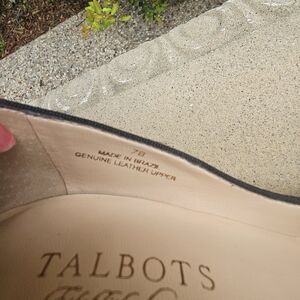 7B
MADE IN BRAZIL
GENUINE LEATHER UPPER
TALBOTS